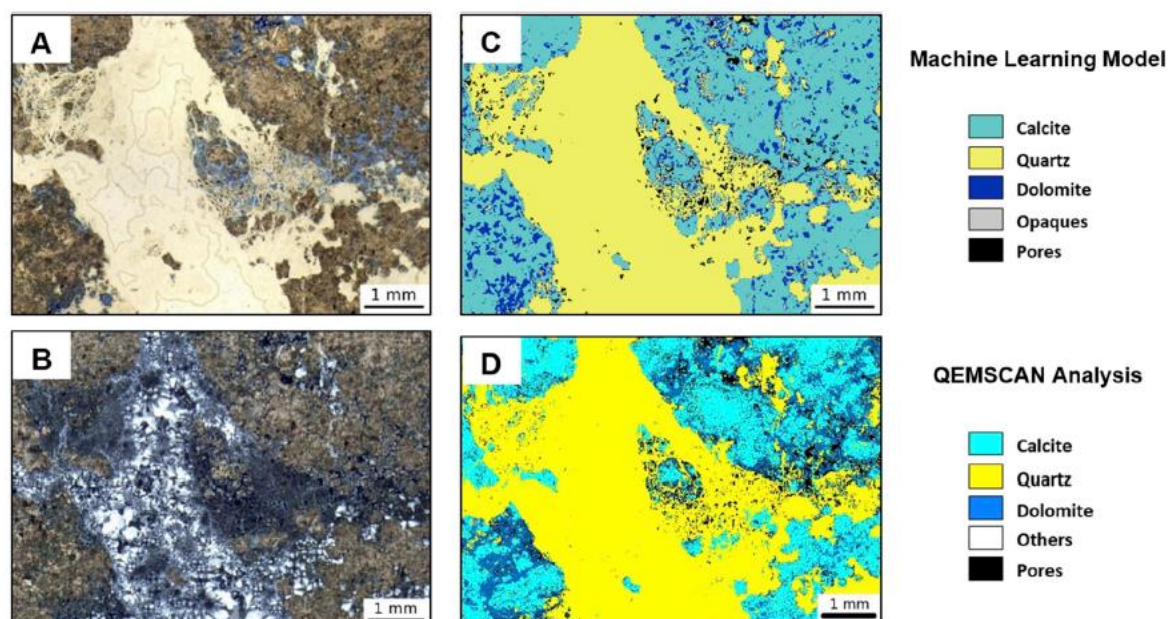 A
1 mm
B
1 mm
C
1 mm
D
1 mm
Machine Learning Model
Calcite
Quartz
Dolomite
Opaques
Pores
QEMSCAN Analysis
Calcite
Quartz
Dolomite
Others
Pores